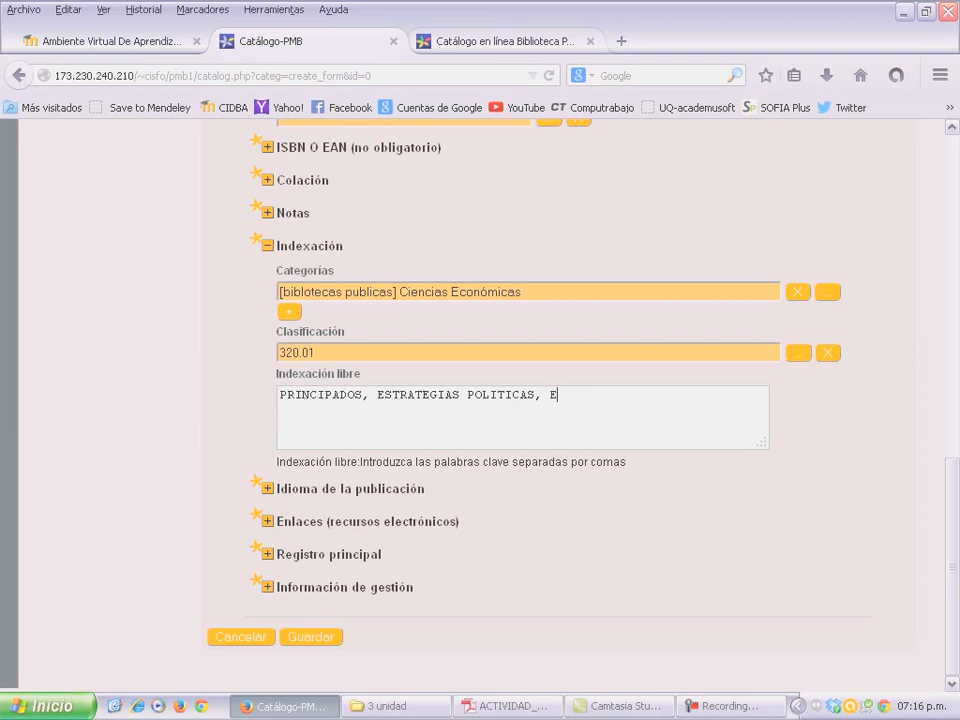 Archivo Editar Ver Historial Marcadores Herramientas Ayuda
Ambiente Virtual De Aprendiz... Catálogo-PMB Catálogo en línea Biblioteca P...
173.230.240.210/~cisfo/pmb1/catalog.php?categ=create_form&id=0 Google
Más visitados Save to Mendeley CIDBA Yahoo! Facebook Cuentas de Google YouTube CT Computrabajo UQ-academusoft SOFIA Plus Twitter »
ISBN O EAN (no obligatorio)
Colación
Notas
Indexación
Categorías
[biblotecas publicas] Ciencias Económicas
+
Clasificación
320.01
Indexación libre
PRINCIPADOS, ESTRATEGIAS POLITICAS, E
Indexación libre:Introduzca las palabras clave separadas por comas
Idioma de la publicación
Enlaces (recursos electrónicos)
Registro principal
Información de gestión
Cancelar Guardar
Inicio Catálogo-PM... 3 unidad ACTIVIDAD_... Camtasia Stu... Recording... 07:16 p.m.